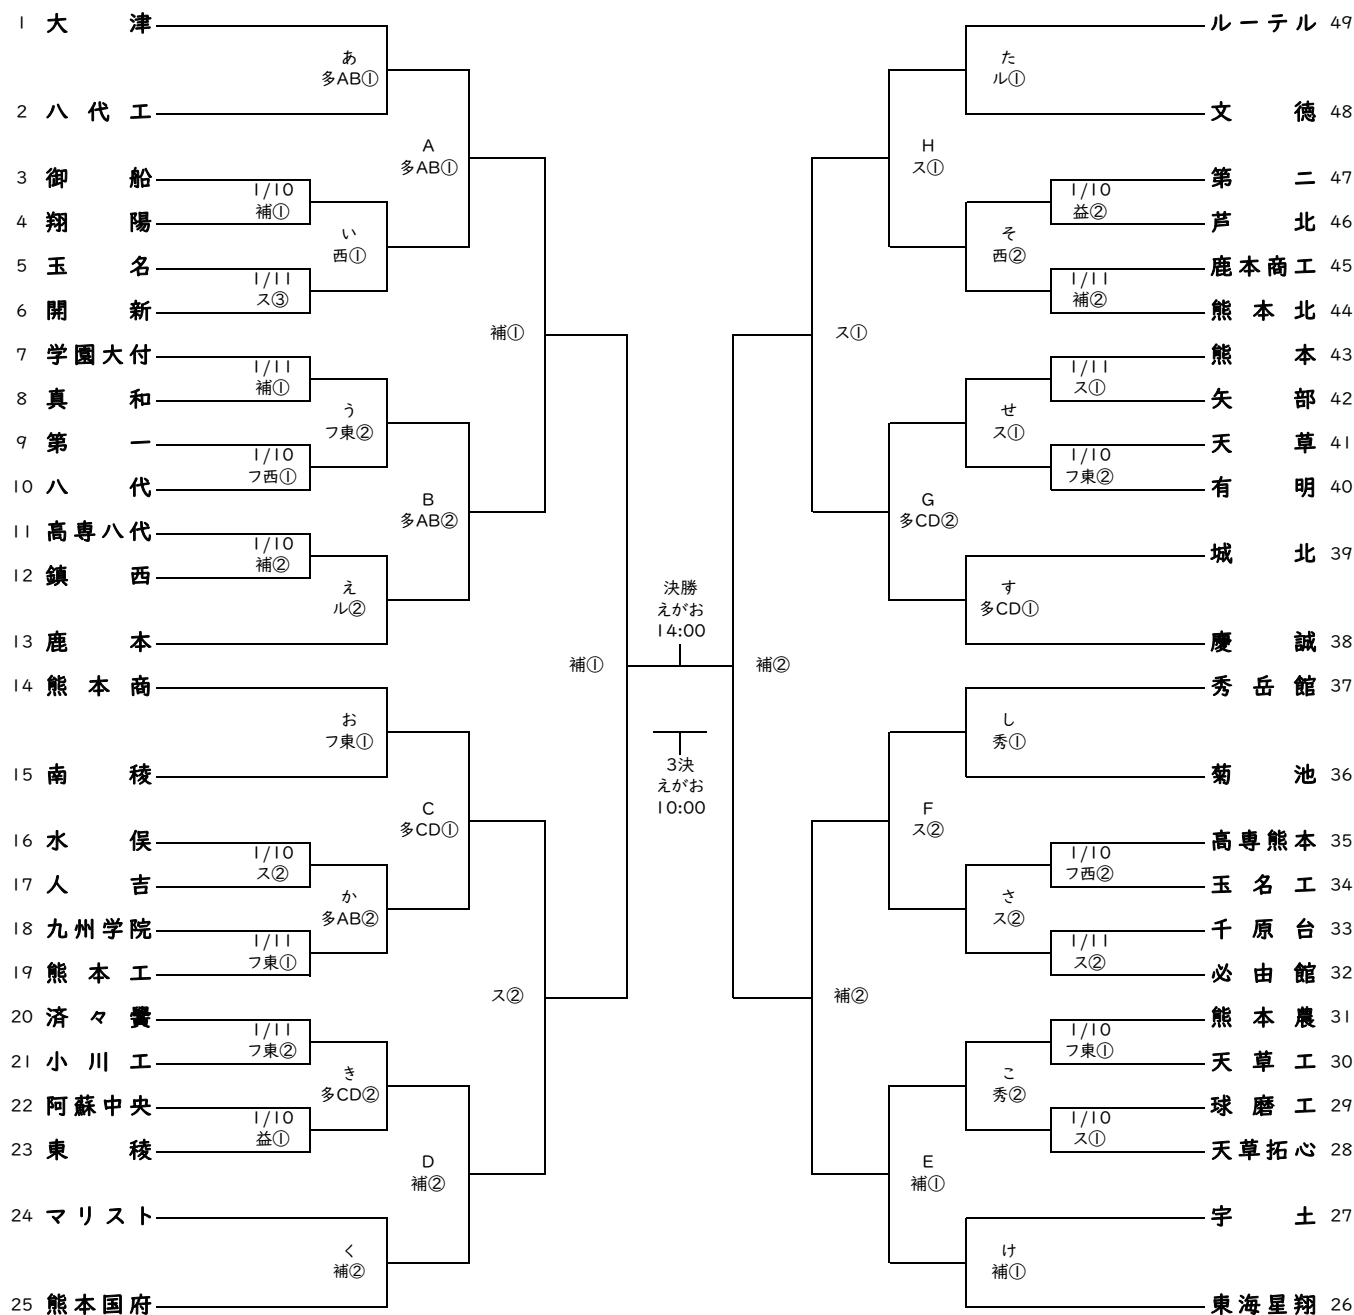 1 大津
あ
多AB①
2 八代工
A
多AB①
3 御船
1/10
補①
4 翔陽
い
西①
5 玉名
1/11
ス③
6 開新
補①
7 学園大付
1/11
補①
8 真和
う
フ東②
9 第一
1/10
フ西①
10 八代
B
多AB②
11 高専八代
1/10
補②
12 鎮西
え
ル②
13 鹿本
補①
14 熊本商
お
フ東①
15 南稜
C
多CD①
16 水俣
1/10
ス②
17 人吉
か
多AB②
18 九州学院
1/11
フ東①
19 熊本工
ス②
20 済々黌
1/11
フ東②
21 小川工
き
多CD②
22 阿蘇中央
1/10
益①
23 東稜
D
補②
24 マリスト
く
補②
25 熊本国府
決勝
えがお
14:00
3決
えがお
10:00
ルーテル 49
た
ル①
文徳 48
H
ス①
第二 47
1/10
益②
芦北 46
そ
西②
鹿本商工 45
1/11
補②
熊本北 44
ス①
熊本 43
1/11
ス①
矢部 42
せ
ス①
天草 41
1/10
フ東②
有明 40
G
多CD②
城北 39
す
多CD①
慶誠 38
補②
秀岳館 37
し
秀①
菊池 36
F
ス②
高専熊本 35
1/10
フ西②
玉名工 34
さ
ス②
千原台 33
1/11
ス②
必由館 32
補②
熊本農 31
1/10
フ東①
天草工 30
こ
秀②
球磨工 29
1/10
ス①
天草拓心 28
E
補①
宇土 27
け
補①
東海星翔 26